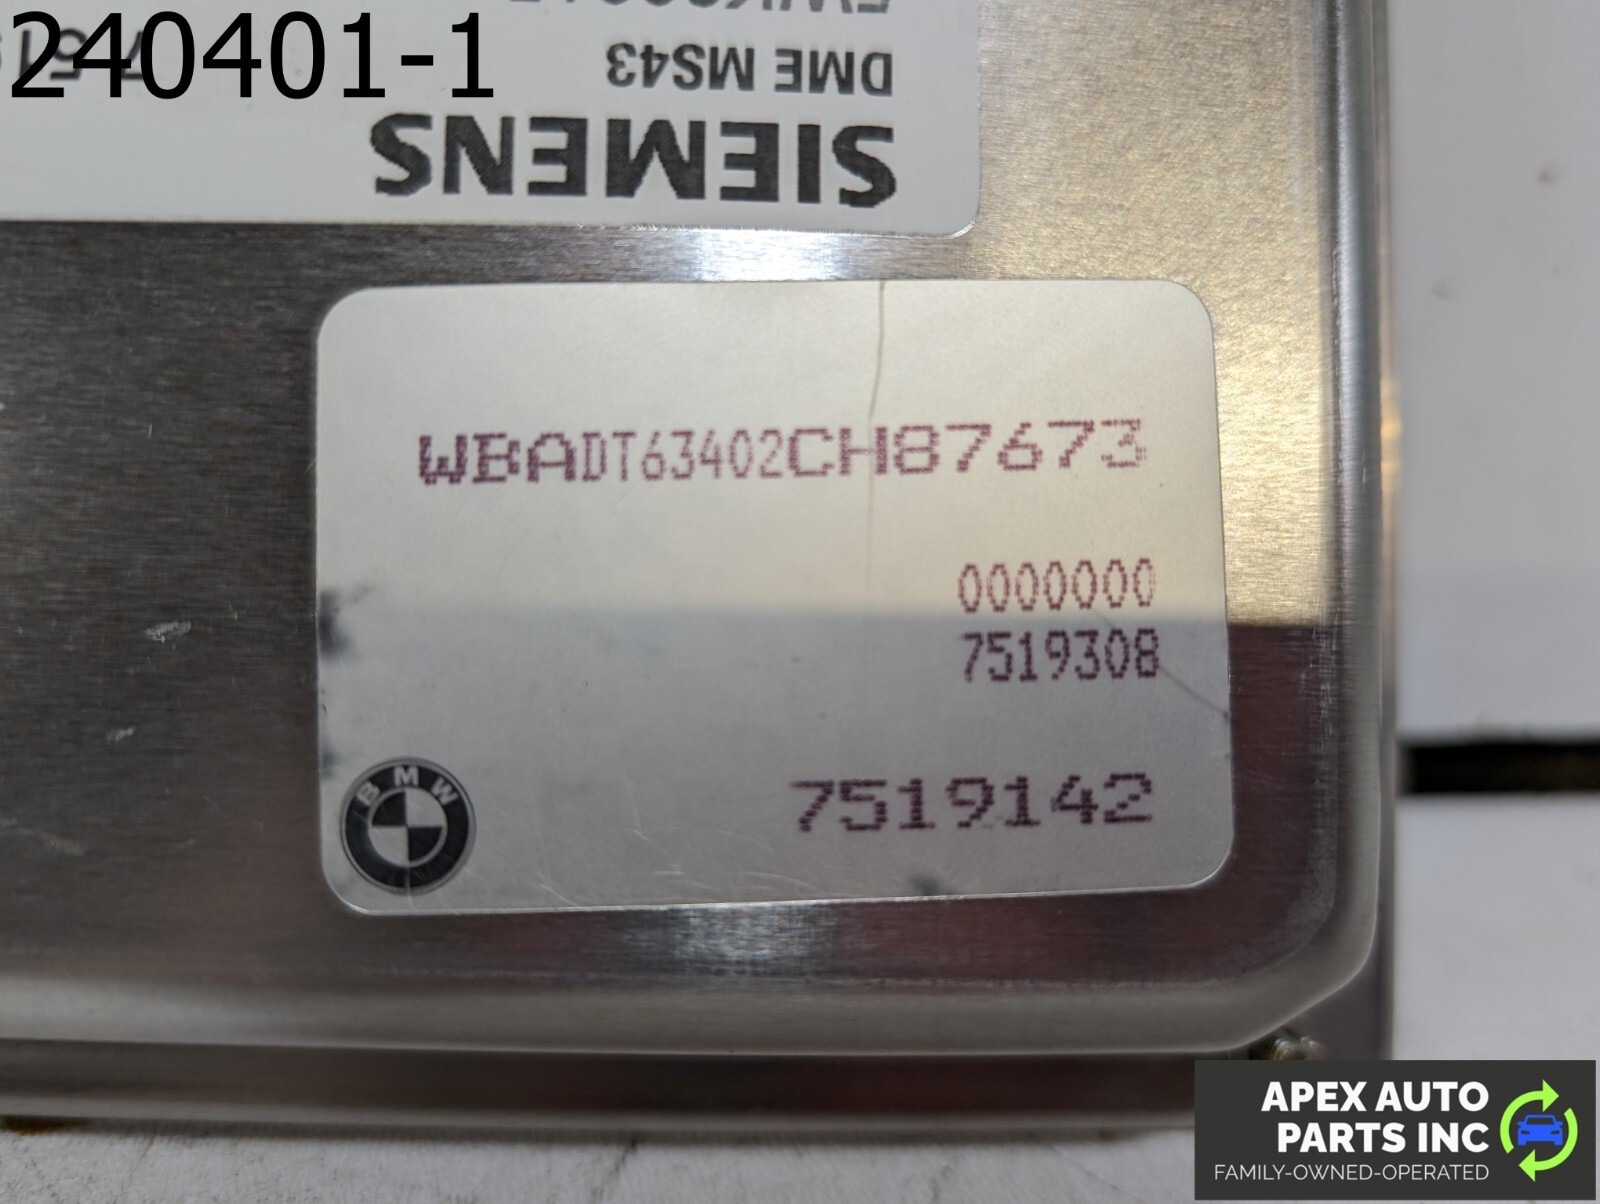 240401-1
DME MS43
SIEMENS
WBADT63402CH87673
0000000
7519308
7519142
BMW
APEX AUTO
PARTS INC
FAMILY-OWNED-OPERATED